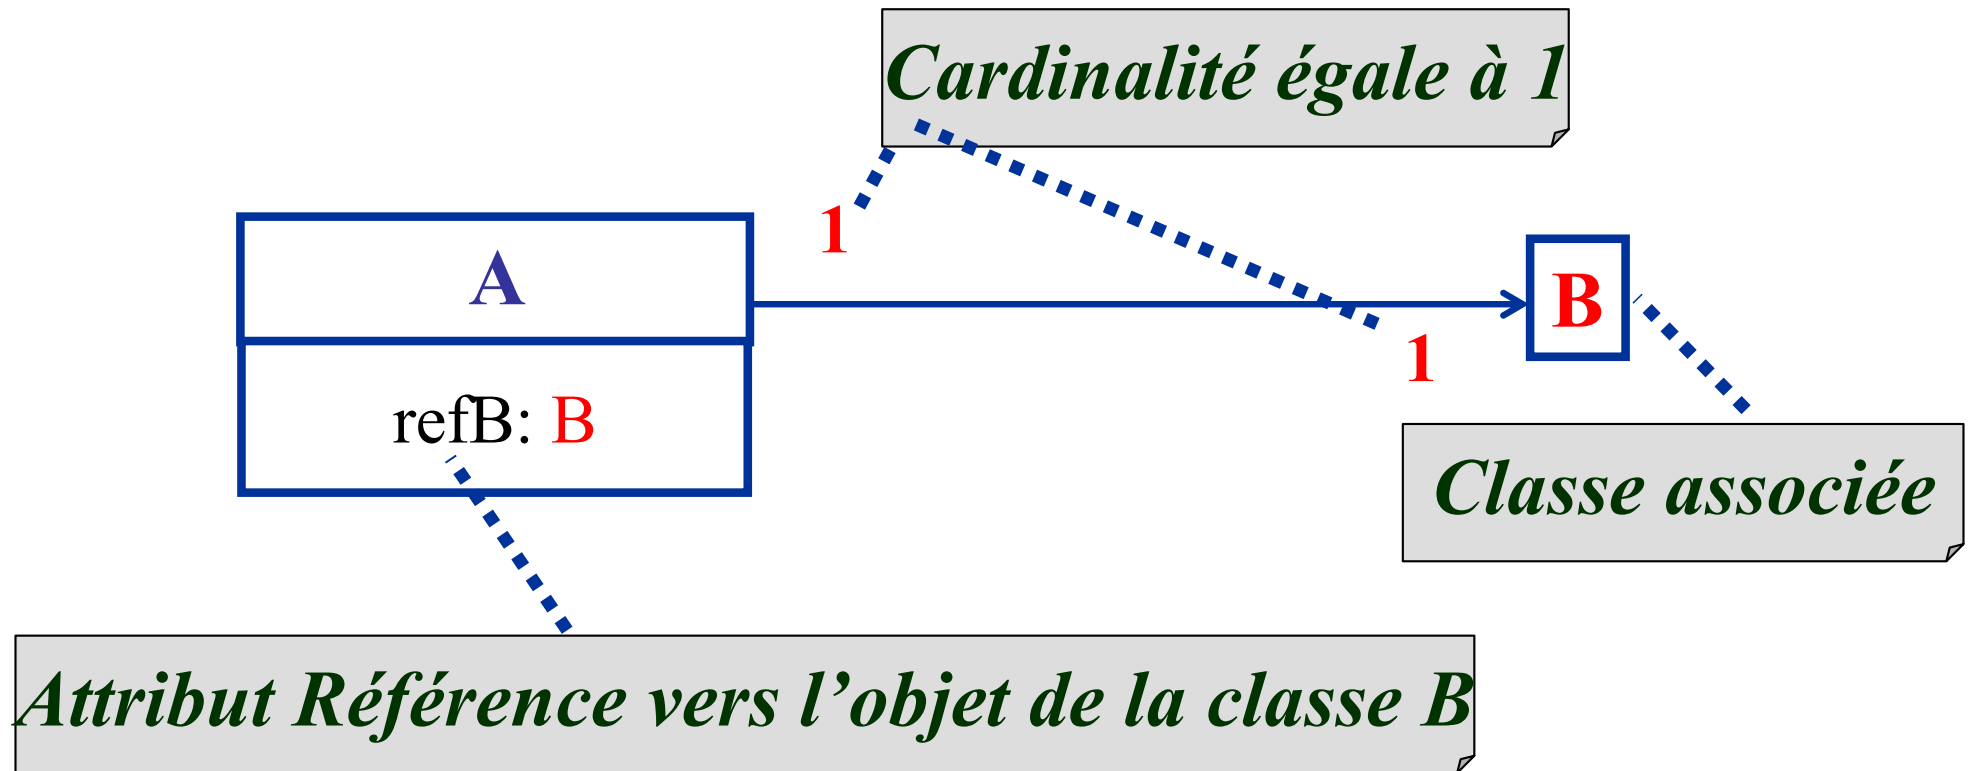 Cardinalité égale à 1
1
A
B
1
refB: B
Classe associée
Attribut Référence vers l’objet de la classe B